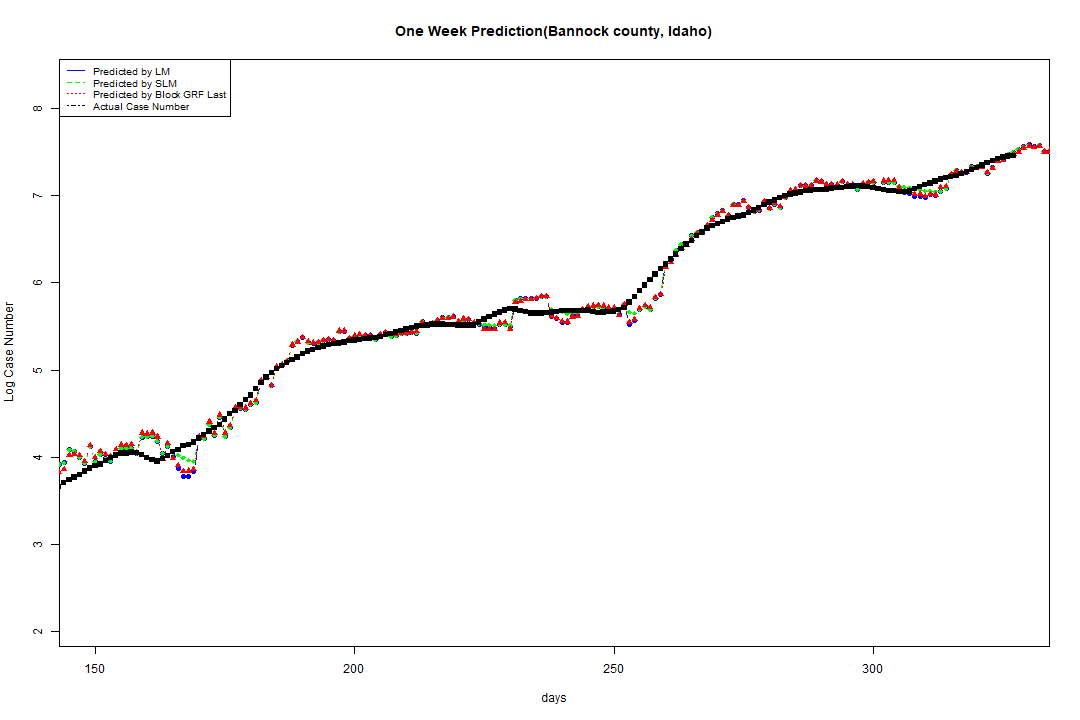 One Week Prediction(Bannock county, Idaho)
Predicted by LM
Predicted by SLM
Predicted by Block GRF Last
Actual Case Number
8
7
6
5
4
3
2
Log Case Number
150 200 250 300
days